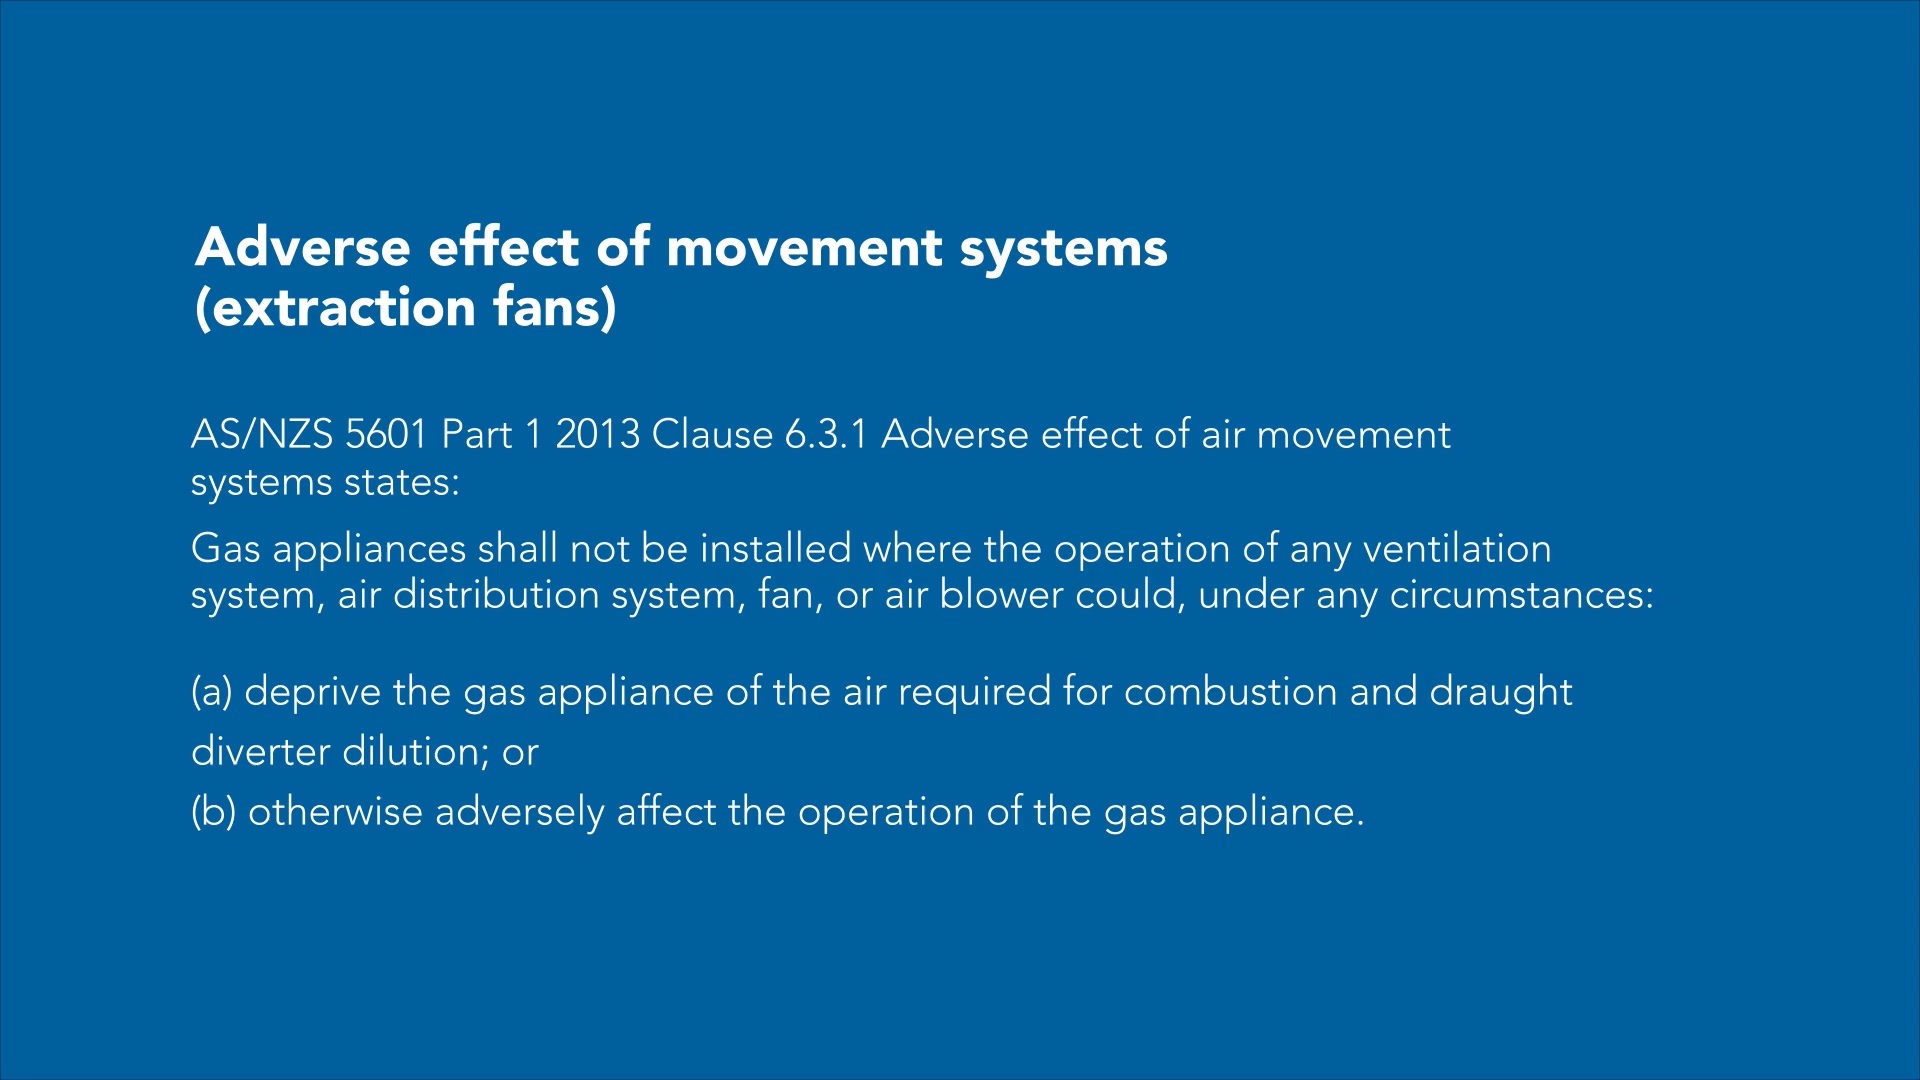 Adverse effect of movement systems
(extraction fans)
AS/NZS 5601 Part 1 2013 Clause 6.3.1 Adverse effect of air movement
systems states:
Gas appliances shall not be installed where the operation of any ventilation
system, air distribution system, fan, or air blower could, under any circumstances:
(a) deprive the gas appliance of the air required for combustion and draught
diverter dilution; or
(b) otherwise adversely affect the operation of the gas appliance.